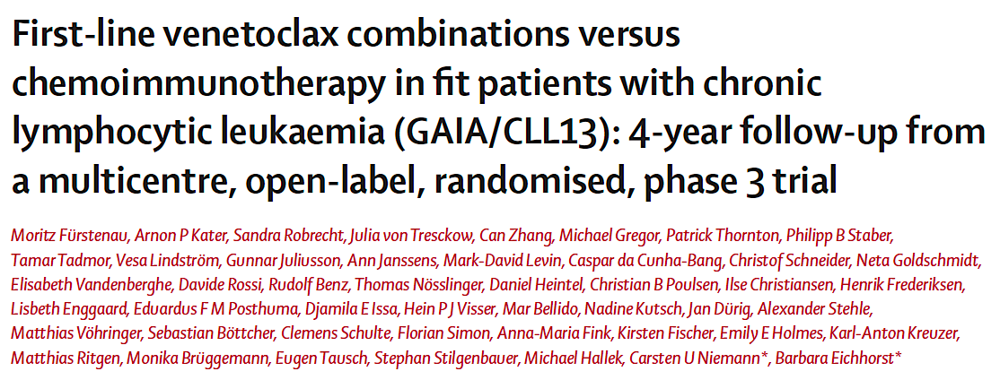 First-line venetoclax combinations versus
chemoimmunotherapy in fit patients with chronic
lymphocytic leukaemia (GAIA/CLL13): 4-year follow-up from
a multicentre, open-label, randomised, phase 3 trial
Moritz Fürstenau, Arnon P Kater, Sandra Robrecht, Julia von Tresckow, Can Zhang, Michael Gregor, Patrick Thornton, Philipp B Staber,
Tamar Tadmor, Vesa Lindström, Gunnar Juliusson, Ann Janssens, Mark-David Levin, Caspar da Cunha-Bang, Christof Schneider, Neta Goldschmidt,
Elisabeth Vandenberghe, Davide Rossi, Rudolf Benz, Thomas Nösslinger, Daniel Heintel, Christian B Poulsen, Ilse Christiansen, Henrik Frederiksen,
Lisbeth Enggaard, Eduardus F M Posthuma, Djamila E Issa, Hein P J Visser, Mar Bellido, Nadine Kutsch, Jan Dürig, Alexander Stehle,
Matthias Vöhringer, Sebastian Böttcher, Clemens Schulte, Florian Simon, Anna-Maria Fink, Kirsten Fischer, Emily E Holmes, Karl-Anton Kreuzer,
Matthias Ritgen, Monika Brüggemann, Eugen Tausch, Stephan Stilgenbauer, Michael Hallek, Carsten U Niemann*, Barbara Eichhorst*